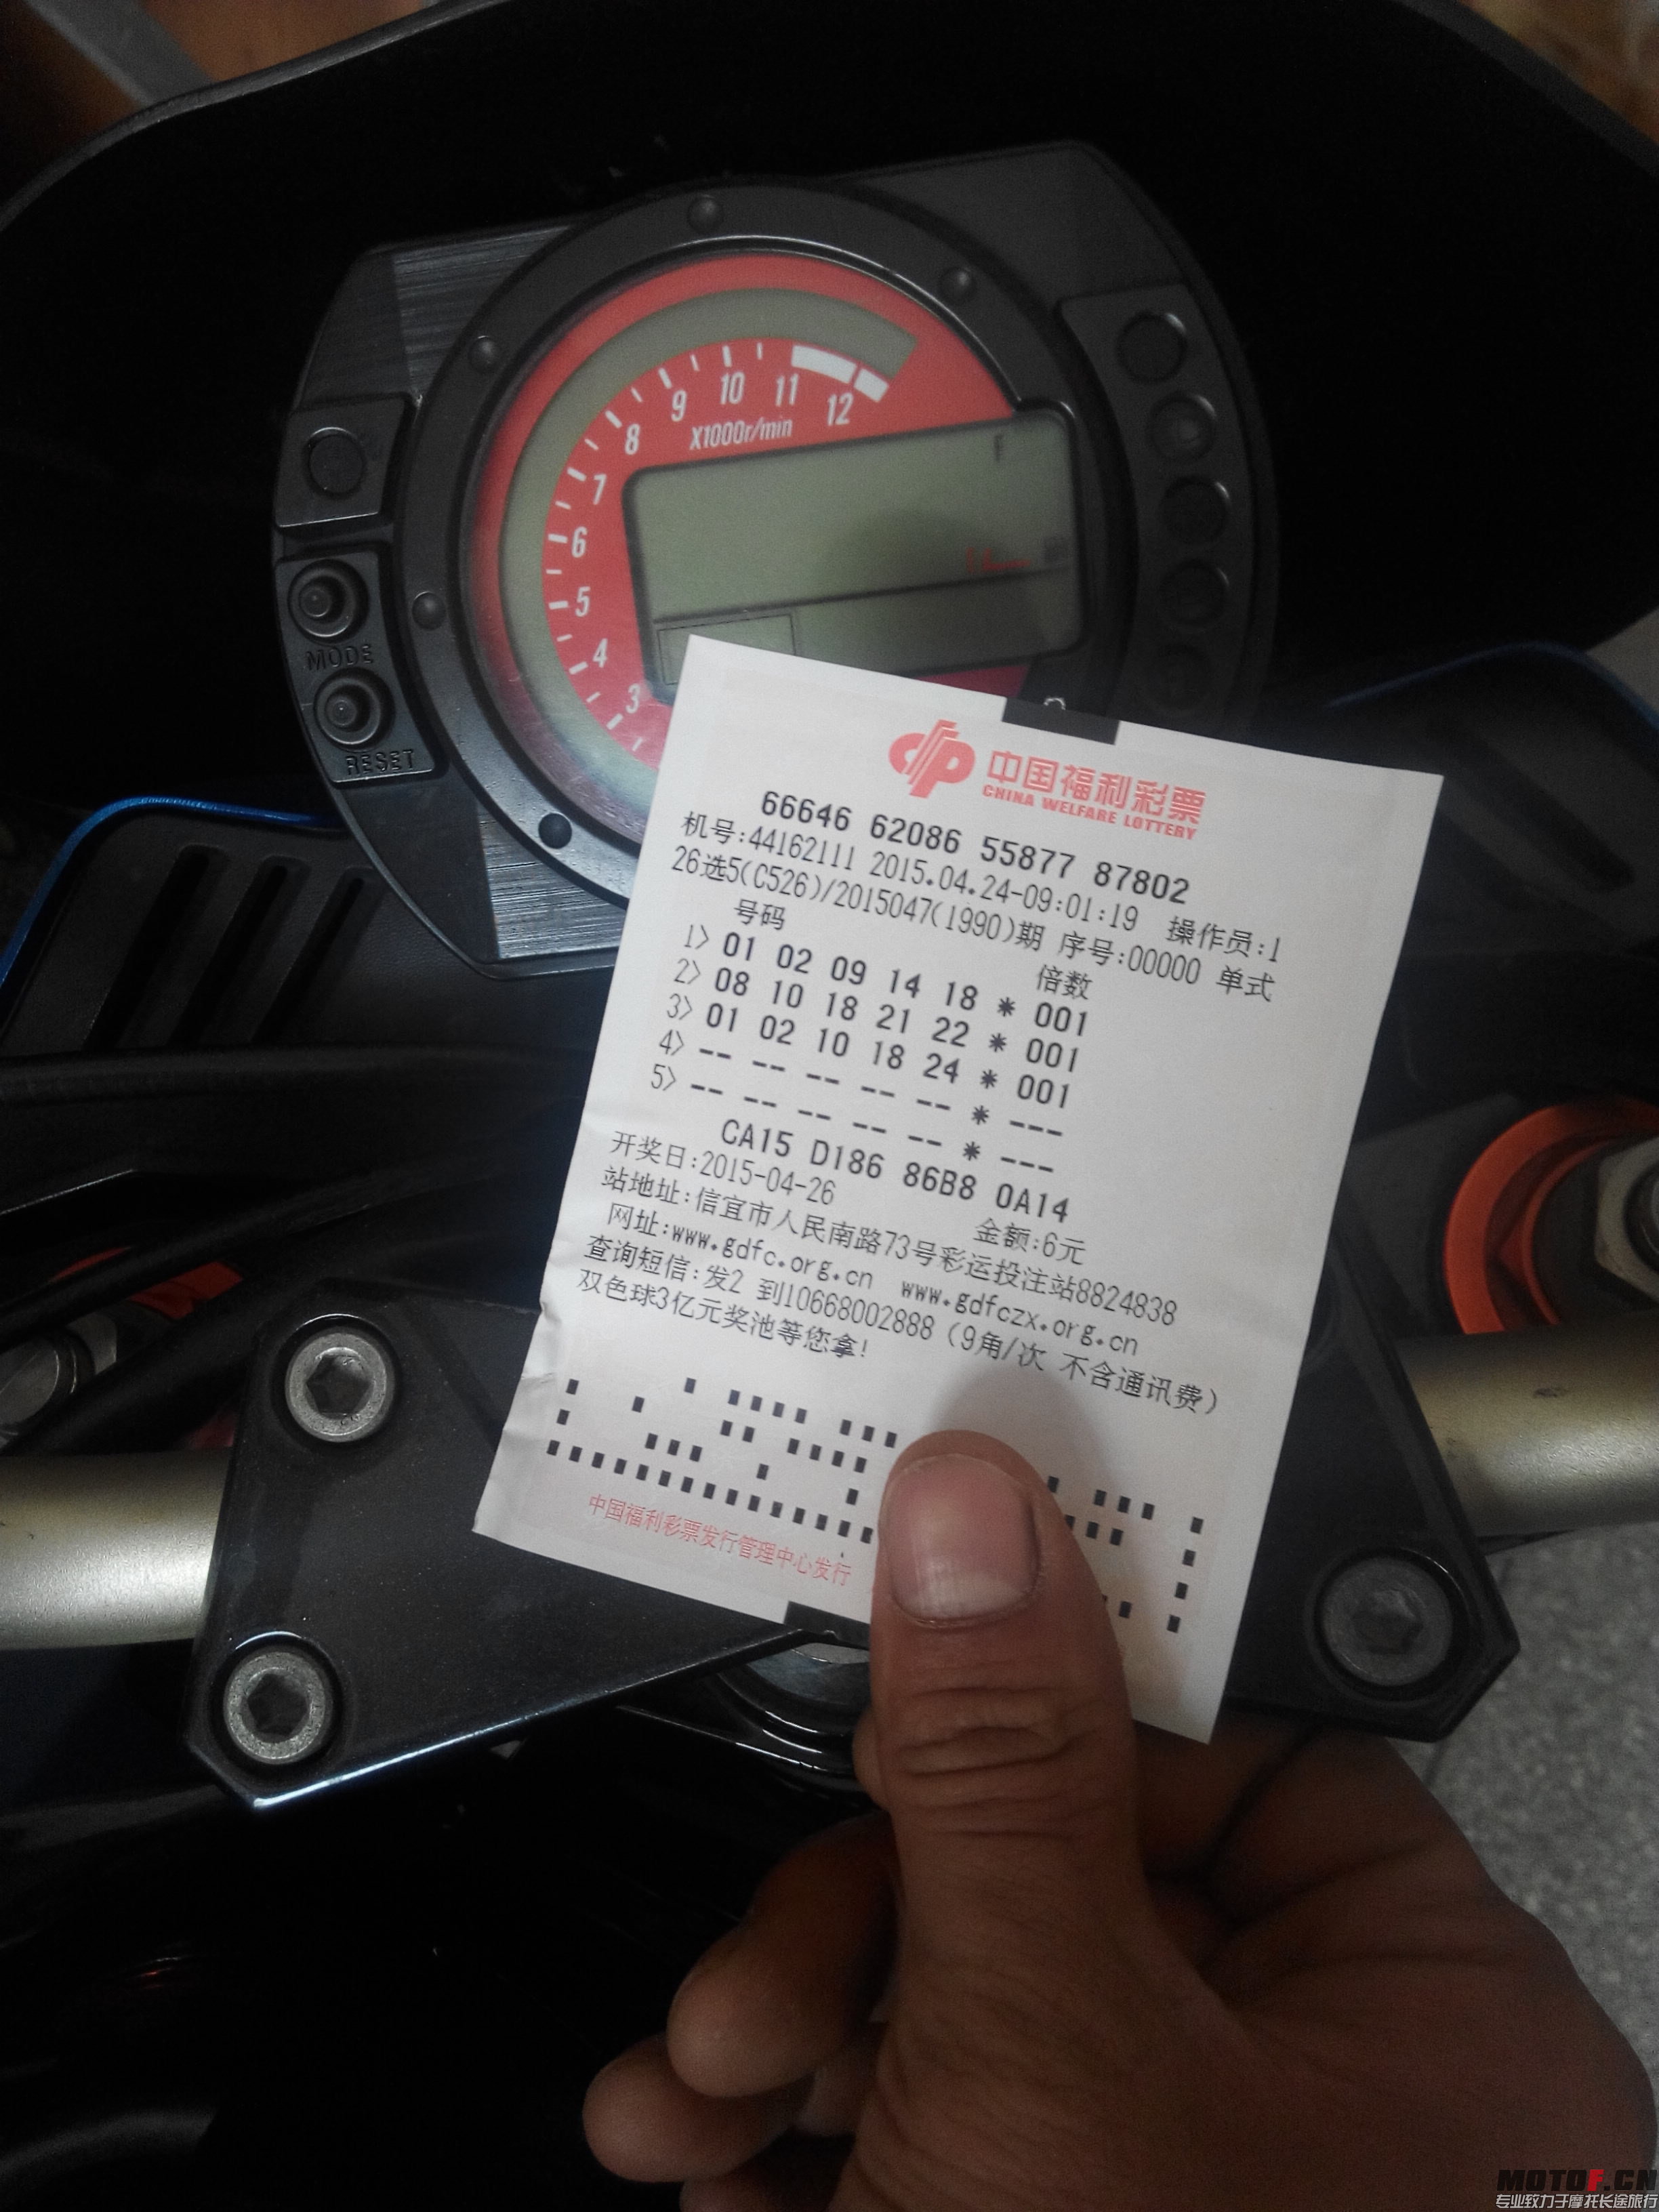 12
11
10
9
8
7
6
5
4
3
X1000r/min
F
MODE
RESET
中国福利彩票
CHINA WELFARE LOTTERY
66646 62086 55877 87802
机号:44162111 2015.04.24-09:01:19 操作员:1
26选5(C526)/2015047(1990)期 序号:00000 单式
号码 倍数
1> 01 02 09 14 18 * 001
2> 08 10 18 21 22 * 001
3> 01 02 10 18 24 * 001
4> -- -- -- -- -- * ---
5> -- -- -- -- -- * ---
CA15 D186 86B8 0A14
开奖日:2015-04-26 金额:6元
站地址:信宜市人民南路73号彩运投注站8824838
网址:www.gdfc.org.cn www.gdfczx.org.cn
查询短信:发2 到10668002888（9角/次 不含通讯费）
双色球3亿元奖池等您拿!
中国福利彩票发行管理中心发行
MOTOF.CN
专业致力于摩托长途旅行